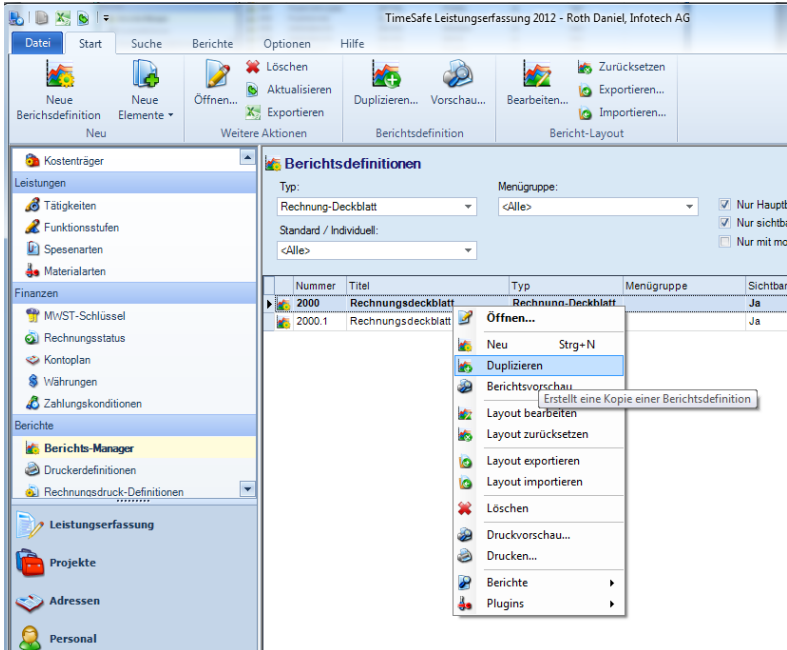 TimeSafe Leistungserfassung 2012 - Roth Daniel, Infotech AG
Datei Start Suche Berichte Optionen Hilfe
Neue Berichsdefinition
Neue Elemente
Neu
Öffnen...
Löschen
Aktualisieren
Exportieren
Weitere Aktionen
Duplizieren... Vorschau...
Berichtsdefinition
Bearbeiten...
Zurücksetzen
Exportieren...
Importieren...
Bericht-Layout
Kostenträger
Leistungen
Tätigkeiten
Funktionsstufen
Spesenarten
Materialarten
Finanzen
MWST-Schlüssel
Rechnungsstatus
Kontoplan
Währungen
Zahlungskonditionen
Berichte
Berichts-Manager
Druckerdefinitionen
Rechnungsdruck-Definitionen
Leistungserfassung
Projekte
Adressen
Personal
Berichtsdefinitionen
Typ: Menügruppe:
Rechnung-Deckblatt <Alle>
Standard / Individuell:
<Alle>
Nur Hauptb
Nur sichtba
Nur mit mo
Nummer Titel Typ Menügruppe Sichtbar
2000 Rechnungsdeckblatt Rechnung-Deckblatt Ja
2000.1 Rechnungsdeckblatt Ja
Öffnen...
Neu Strg+N
Duplizieren
Berichtsvorschau
Erstellt eine Kopie einer Berichtsdefinition
Layout bearbeiten
Layout zurücksetzen
Layout exportieren
Layout importieren
Löschen
Druckvorschau...
Drucken...
Berichte
Plugins